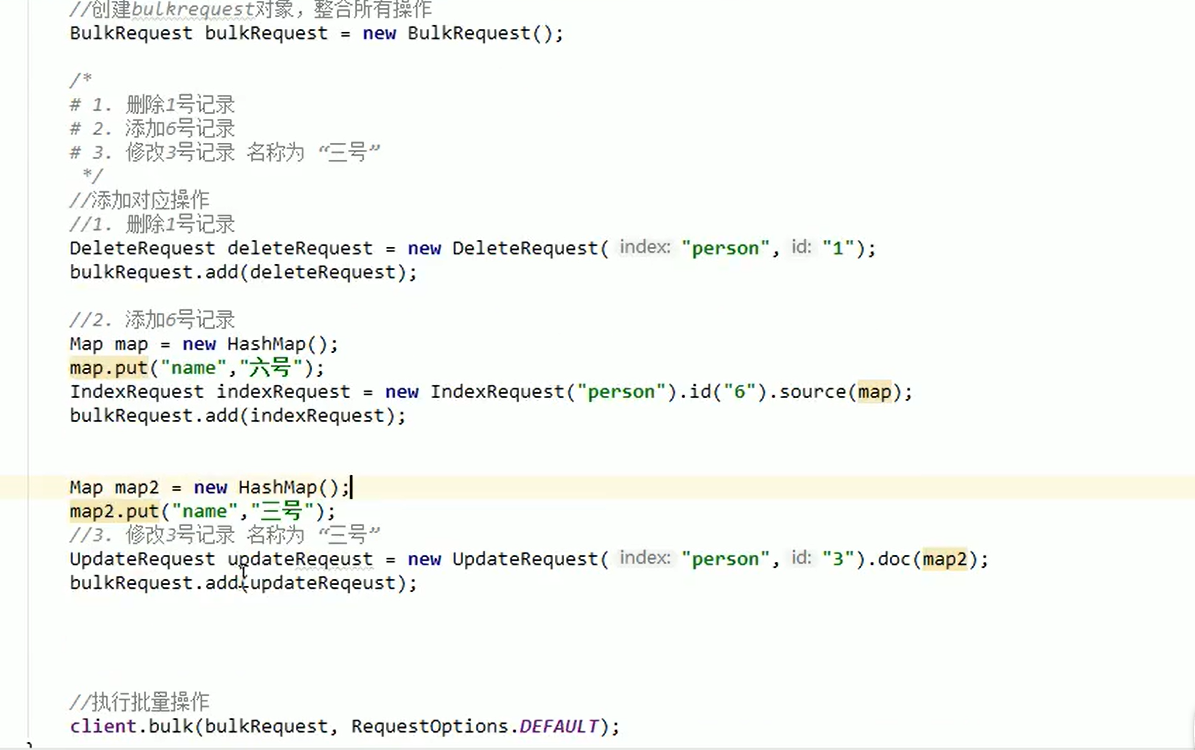 //创建bulkrequest对象，整合所有操作
BulkRequest bulkRequest = new BulkRequest();
/*
# 1. 删除1号记录
# 2. 添加6号记录
# 3. 修改3号记录 名称为 “三号”
*/
//添加对应操作
//1. 删除1号记录
DeleteRequest deleteRequest = new DeleteRequest( index: "person", id: "1");
bulkRequest.add(deleteRequest);
//2. 添加6号记录
Map map = new HashMap();
map.put("name","六号");
IndexRequest indexRequest = new IndexRequest("person").id("6").source(map);
bulkRequest.add(indexRequest);
Map map2 = new HashMap();
map2.put("name","三号");
//3. 修改3号记录 名称为 “三号”
UpdateRequest updateReqeust = new UpdateRequest( index: "person", id: "3").doc(map2);
bulkRequest.add(updateReqeust);
//执行批量操作
client.bulk(bulkRequest, RequestOptions.DEFAULT);
}